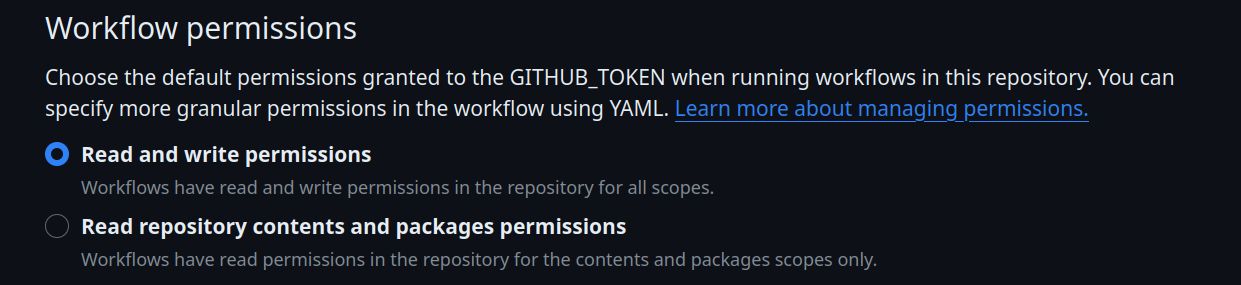 Workflow permissions
Choose the default permissions granted to the GITHUB_TOKEN when running workflows in this repository. You can
specify more granular permissions in the workflow using YAML. Learn more about managing permissions.
Read and write permissions
Workflows have read and write permissions in the repository for all scopes.
Read repository contents and packages permissions
Workflows have read permissions in the repository for the contents and packages scopes only.